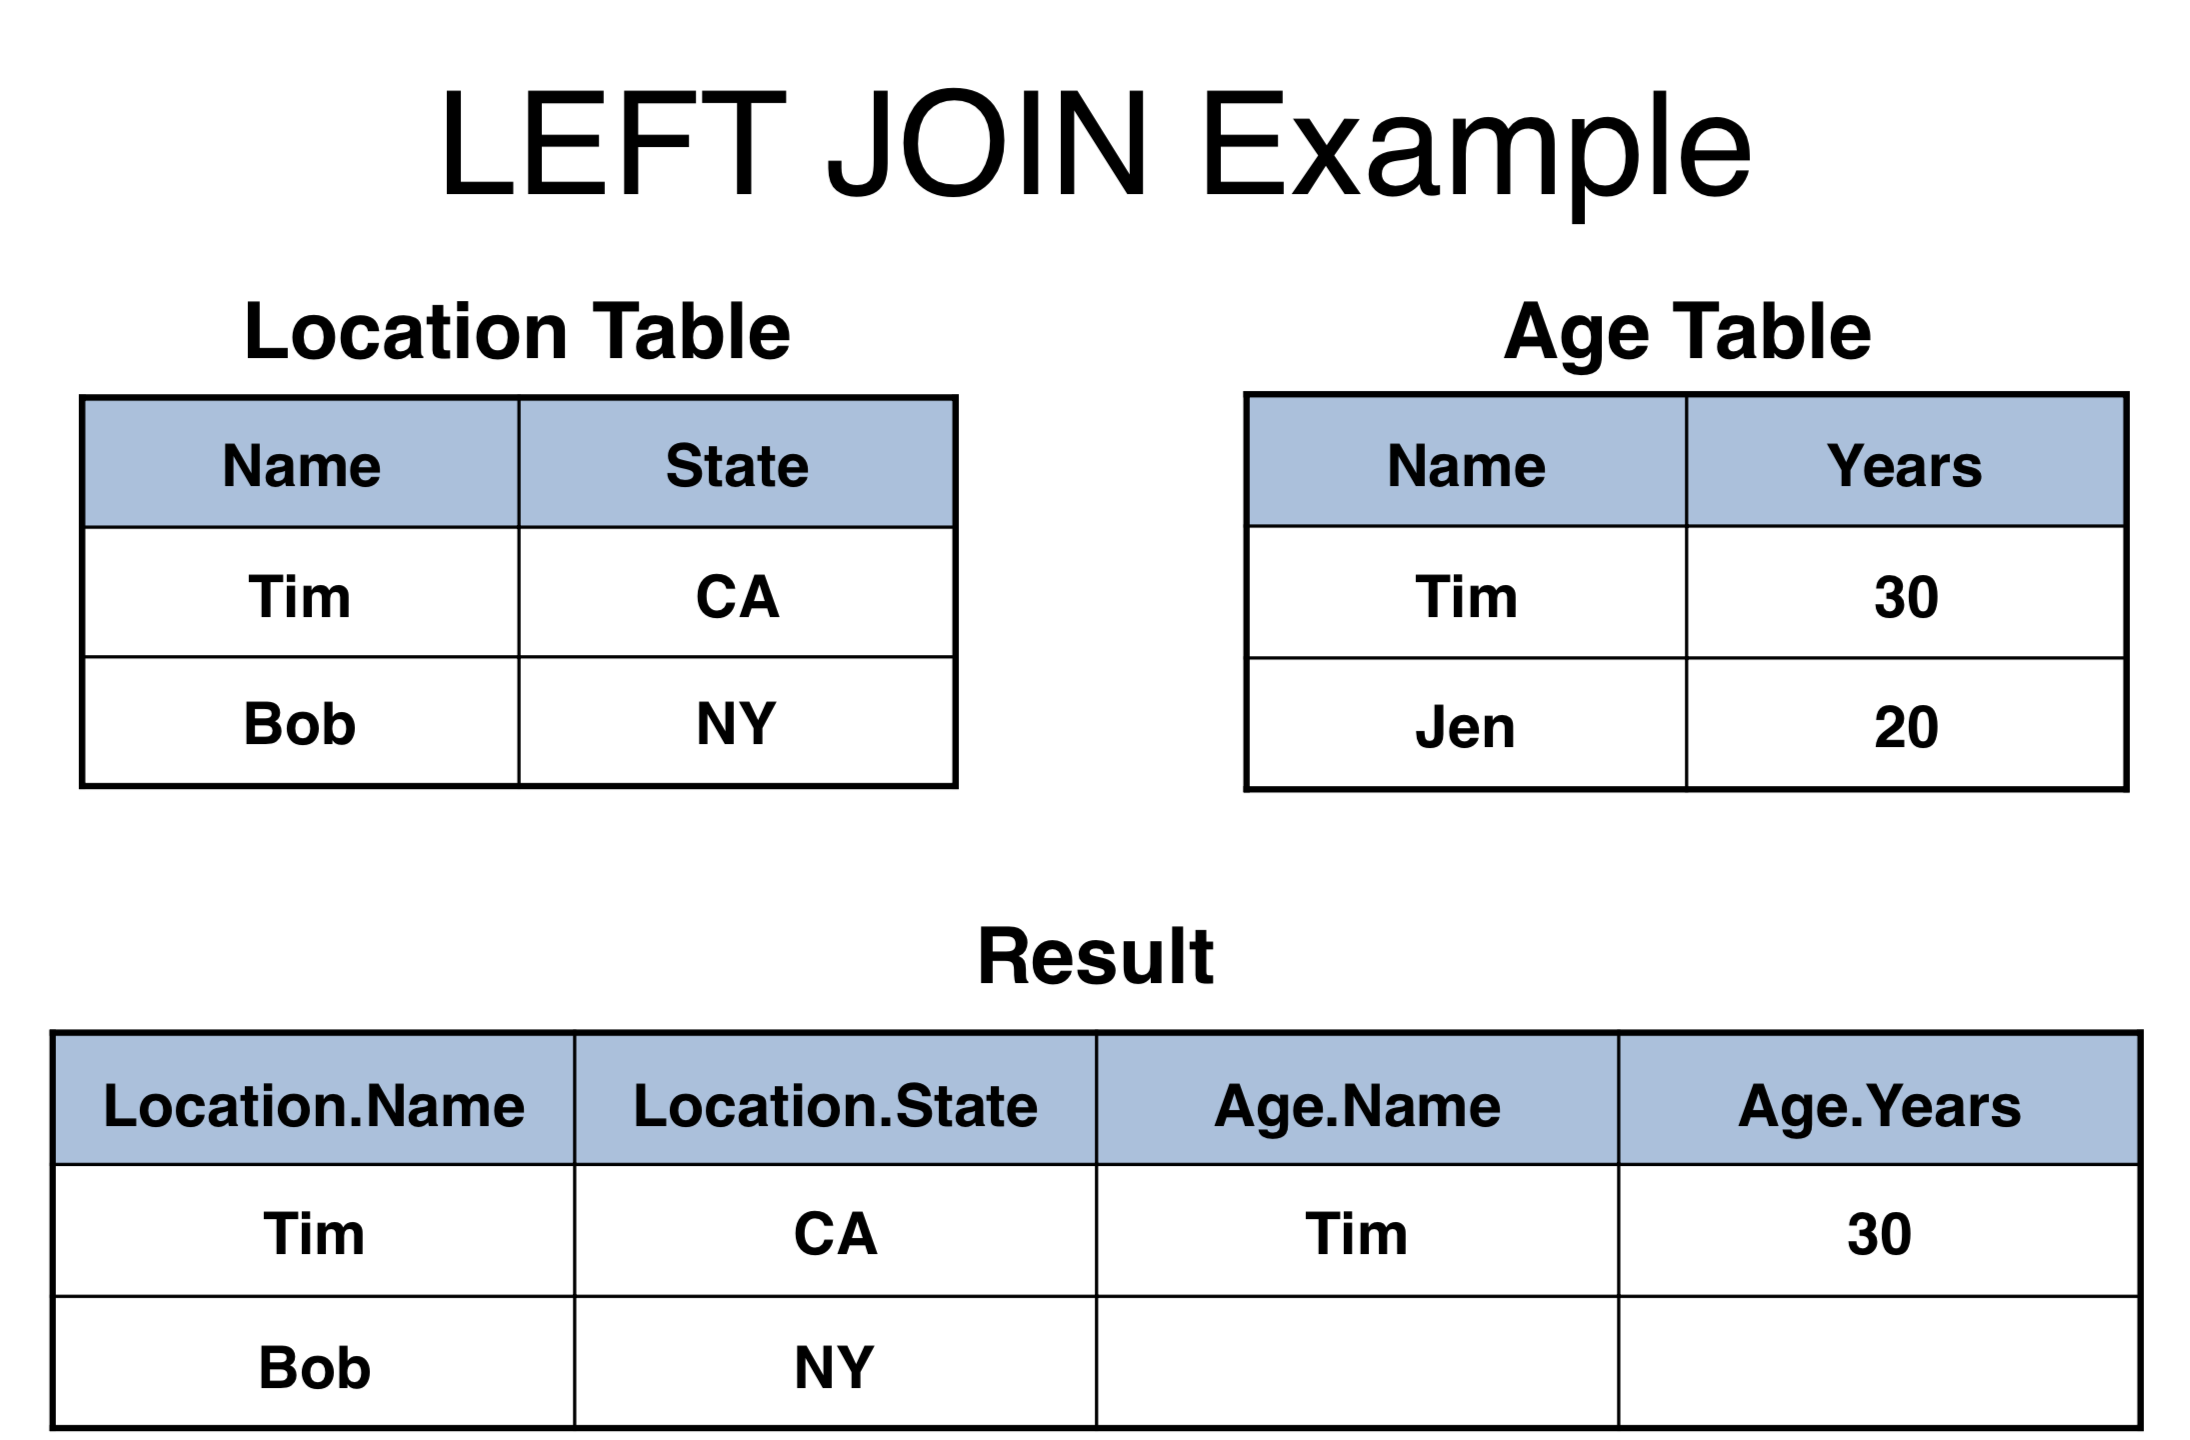 LEFT JOIN Example
Location Table
Name State
Tim CA
Bob NY
Age Table
Name Years
Tim 30
Jen 20
Result
Location.Name Location.State Age.Name Age.Years
Tim CA Tim 30
Bob NY